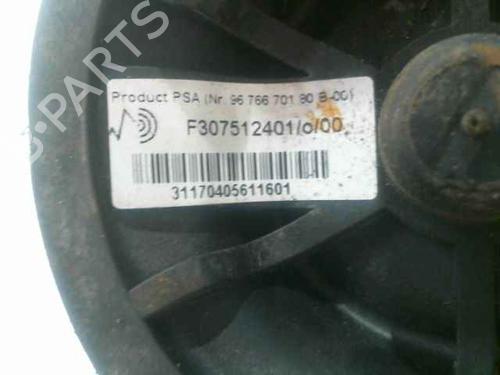 B-PARTS
Product PSA (Nr. 96 766 701 80 B-00)
F307512401/c/00
31170405611601